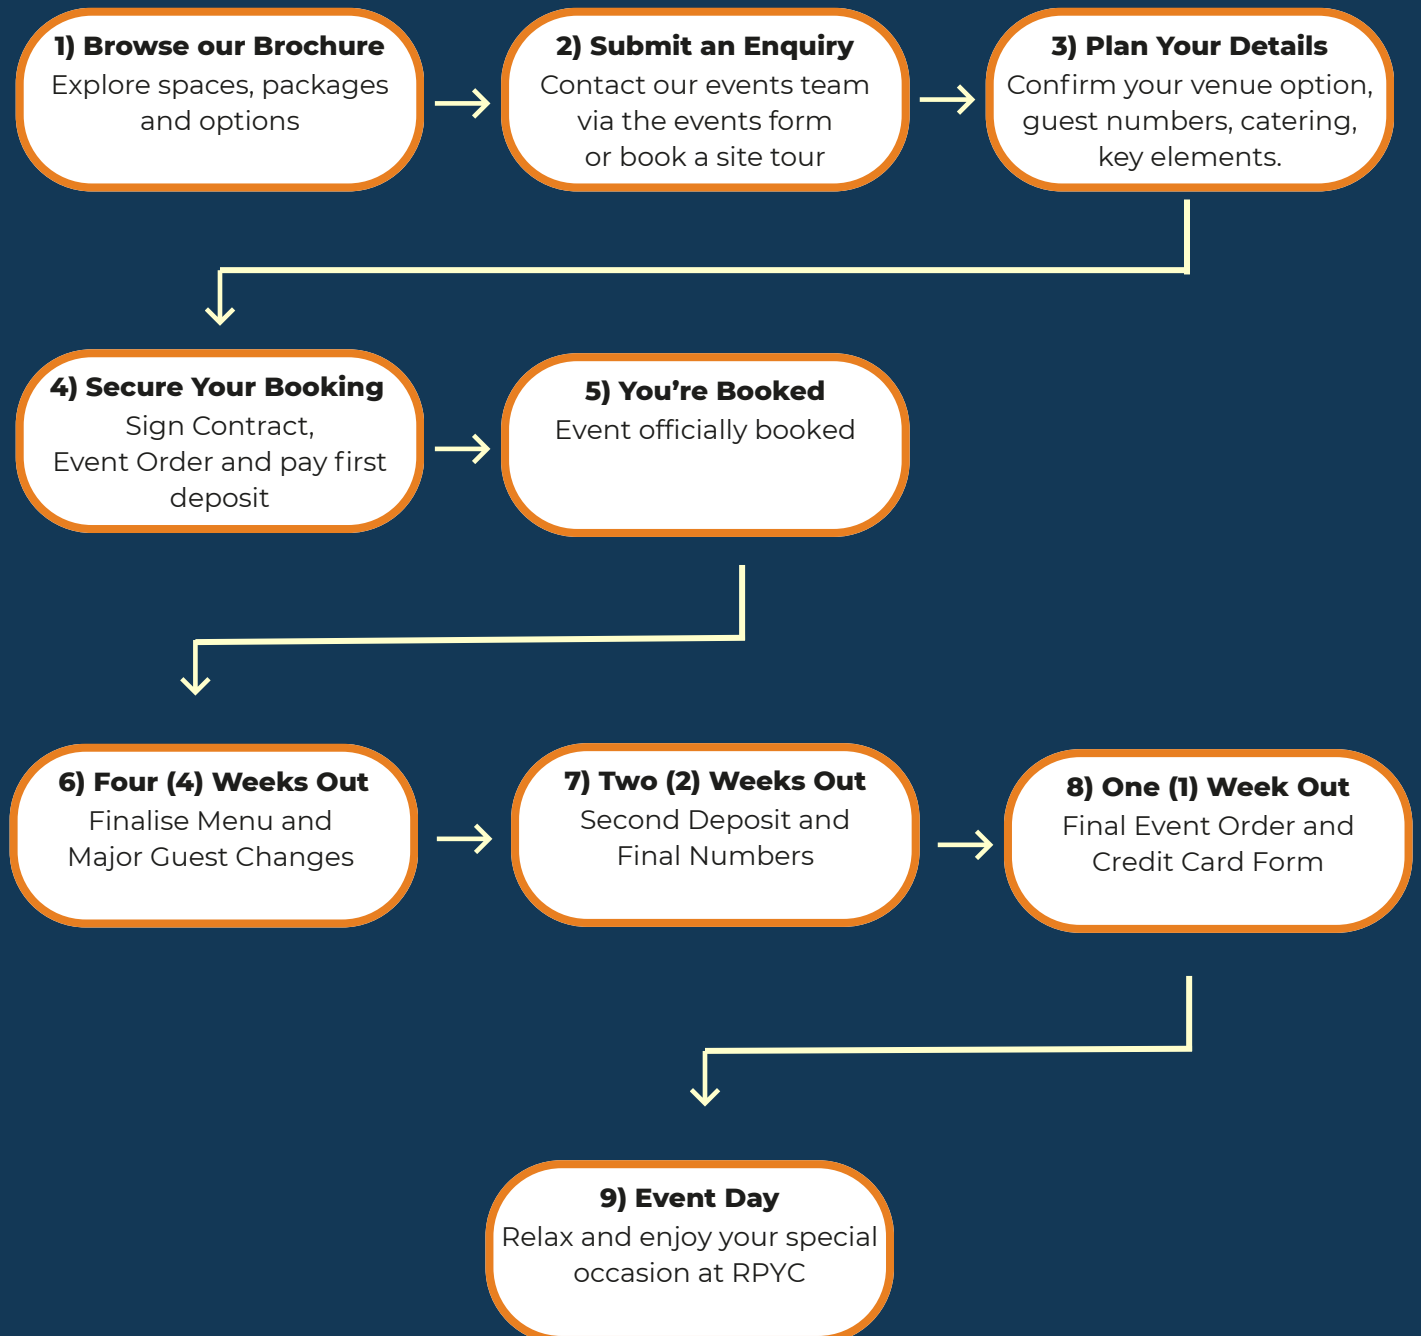 1) Browse our Brochure
Explore spaces, packages
and options
2) Submit an Enquiry
Contact our events team
via the events form
or book a site tour
3) Plan Your Details
Confirm your venue option,
guest numbers, catering,
key elements.
4) Secure Your Booking
Sign Contract,
Event Order and pay first
deposit
5) You’re Booked
Event officially booked
6) Four (4) Weeks Out
Finalise Menu and
Major Guest Changes
7) Two (2) Weeks Out
Second Deposit and
Final Numbers
8) One (1) Week Out
Final Event Order and
Credit Card Form
9) Event Day
Relax and enjoy your special
occasion at RPYC